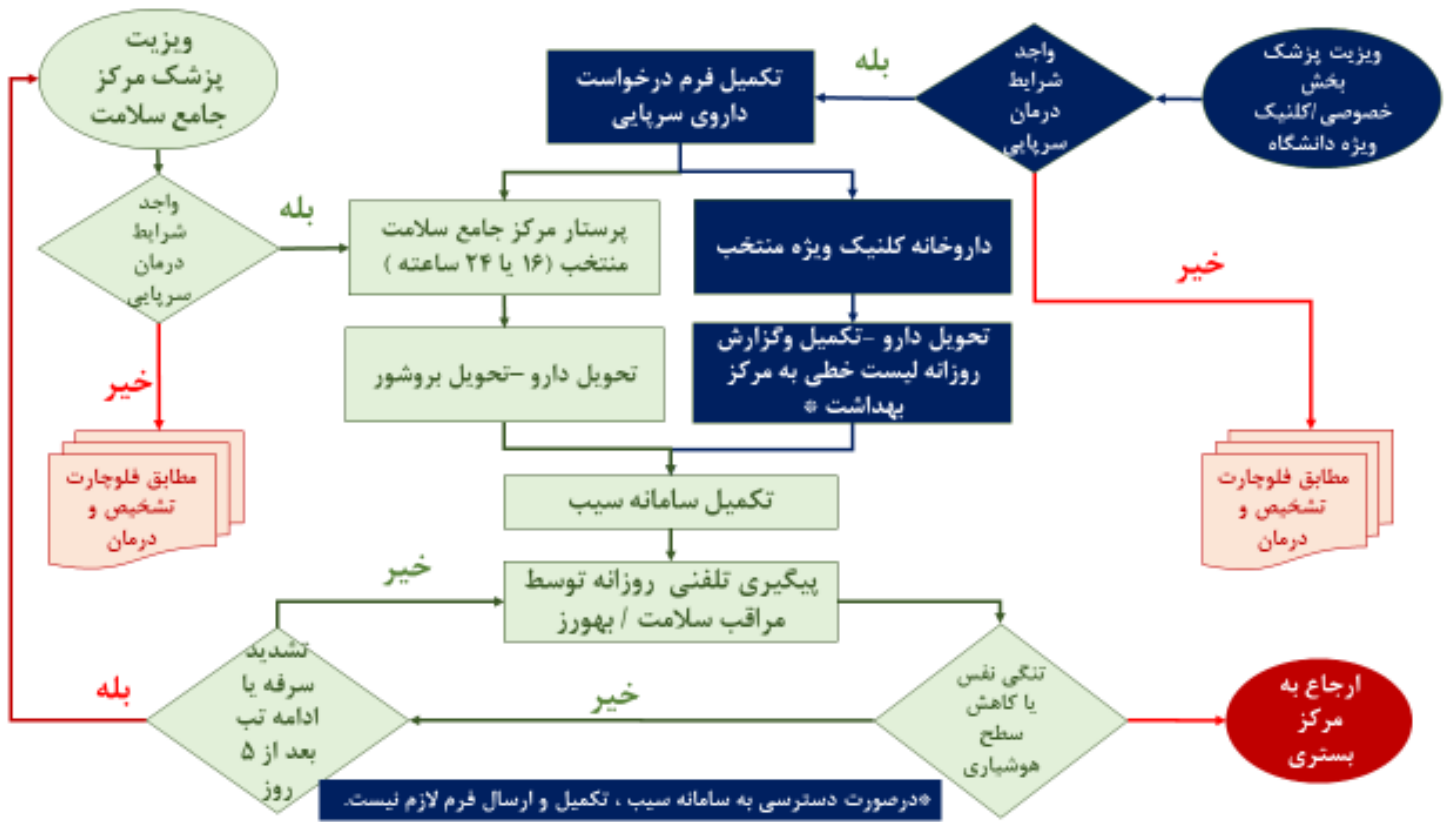 ویزیت پزشک
بخش
خصوصی/کلنیک
ویژه دانشگاه
واجد
شرایط
درمان
سرپایی
بله
تکمیل فرم درخواست
داروی سرپایی
ویزیت
پزشک مرکز
جامع سلامت
واجد
شرایط
درمان
سرپایی
بله
پرستار مرکز جامع سلامت
منتخب (۱۶ یا ۲۴ ساعته )
داروخانه کلنیک ویژه منتخب
خیر
تحویل دارو –تکمیل وگزارش
روزانه لیست خطی به مرکز
بهداشت *
تحویل دارو –تحویل بروشور
خیر
مطابق فلوچارت
تشخیص و
درمان
مطابق فلوچارت
تشخیص و
درمان
تکمیل سامانه سیب
پیگیری تلفنی روزانه توسط
مراقب سلامت / بهورز
خیر
تنگی نفس
یا کاهش
سطح
هوشیاری
ارجاع به
مرکز
بستری
خیر
تشدید
سرفه یا
ادامه تب
بعد از ۵
روز
بله
*درصورت دسترسی به سامانه سیب ، تکمیل و ارسال فرم لازم نیست.